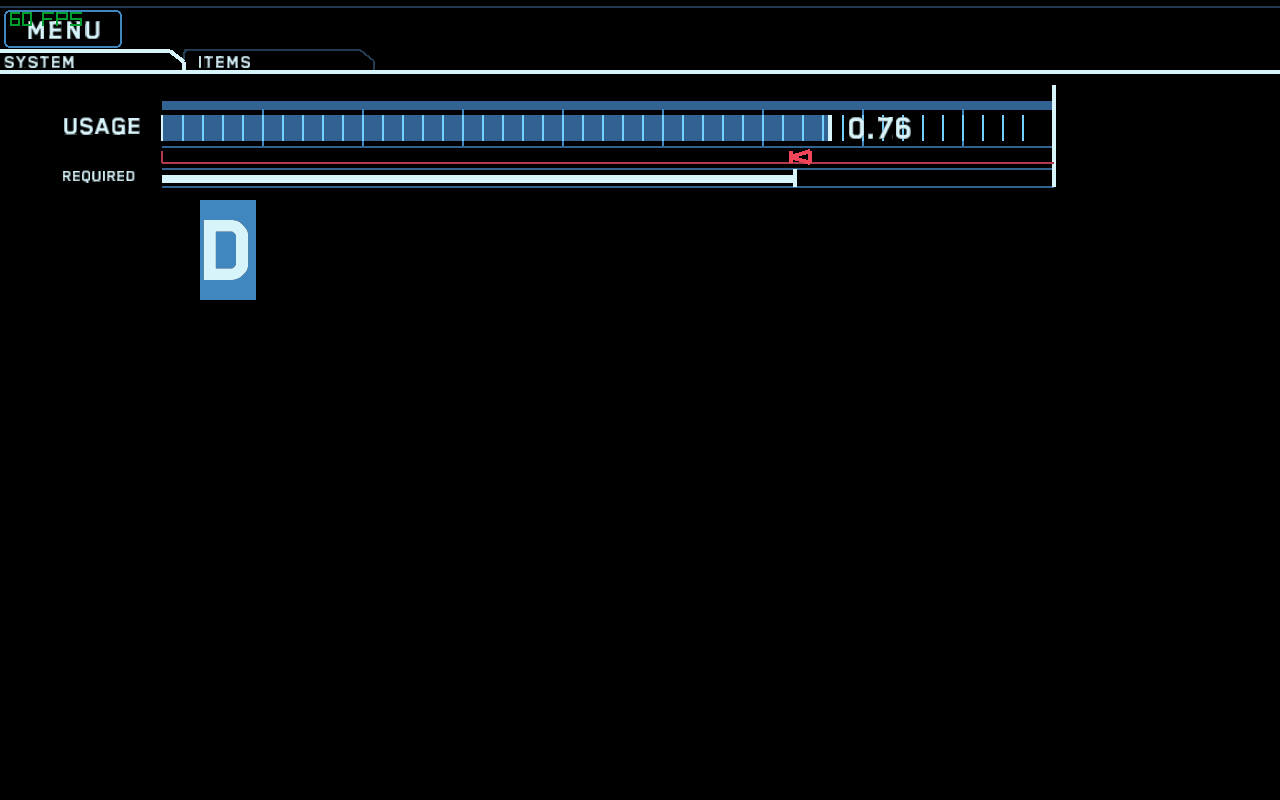 60 FPS
MENU
SYSTEM ITEMS
USAGE 0.76
REQUIRED
D